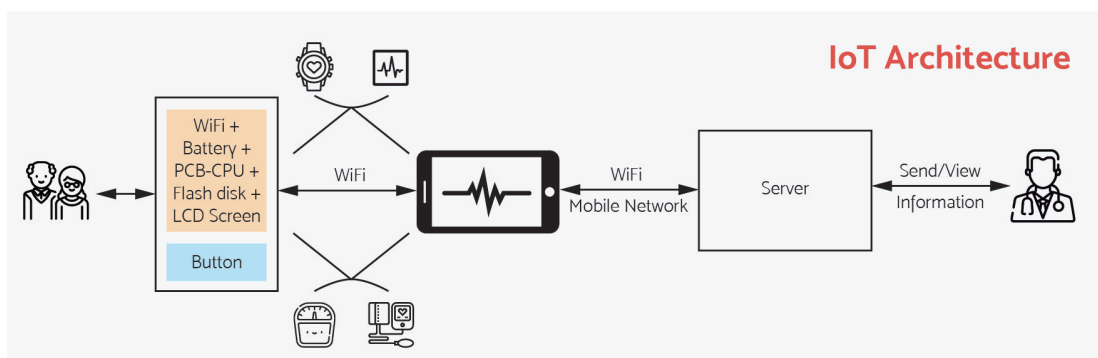 IoT Architecture
WiFi +
Battery +
PCB-CPU +
Flash disk +
LCD Screen
Button
WiFi
WiFi
Mobile Network
Server
Send/View
Information